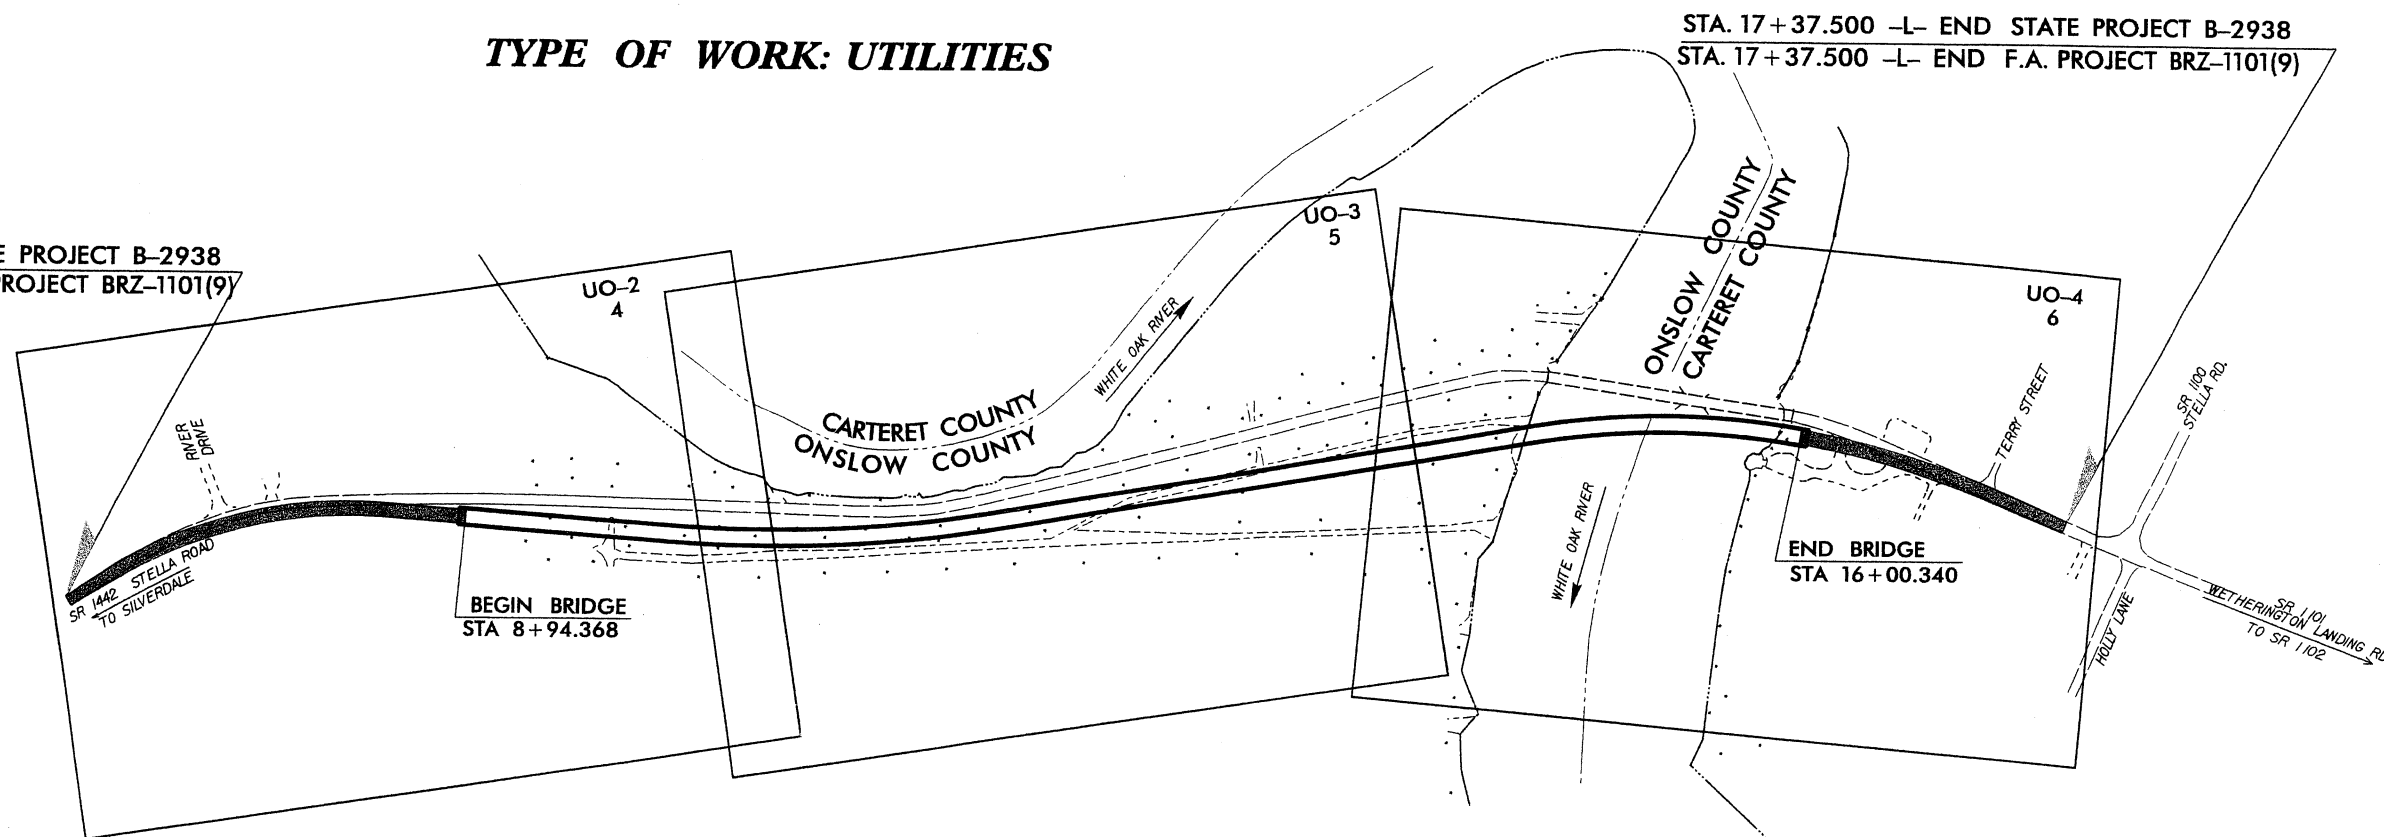 TYPE OF WORK: UTILITIES
STA. 17+37.500 –L– END STATE PROJECT B–2938
STA. 17+37.500 –L– END F.A. PROJECT BRZ–1101(9)
PROJECT B–2938
PROJECT BRZ–1101(9)
UO–2
4
UO–3
5
UO–4
6
RIVER
DRIVE
CARTERET COUNTY
ONSLOW COUNTY
WHITE OAK RIVER
ONSLOW COUNTY
CARTERET COUNTY
WHITE OAK RIVER
TERRY STREET
SR 1100
STELLA RD.
SR 1442 STELLA ROAD
TO SILVERDALE
BEGIN BRIDGE
STA 8+94.368
END BRIDGE
STA 16+00.340
HOLLY LANE
SR 1101
WETHERINGTON LANDING RD
TO SR 1102